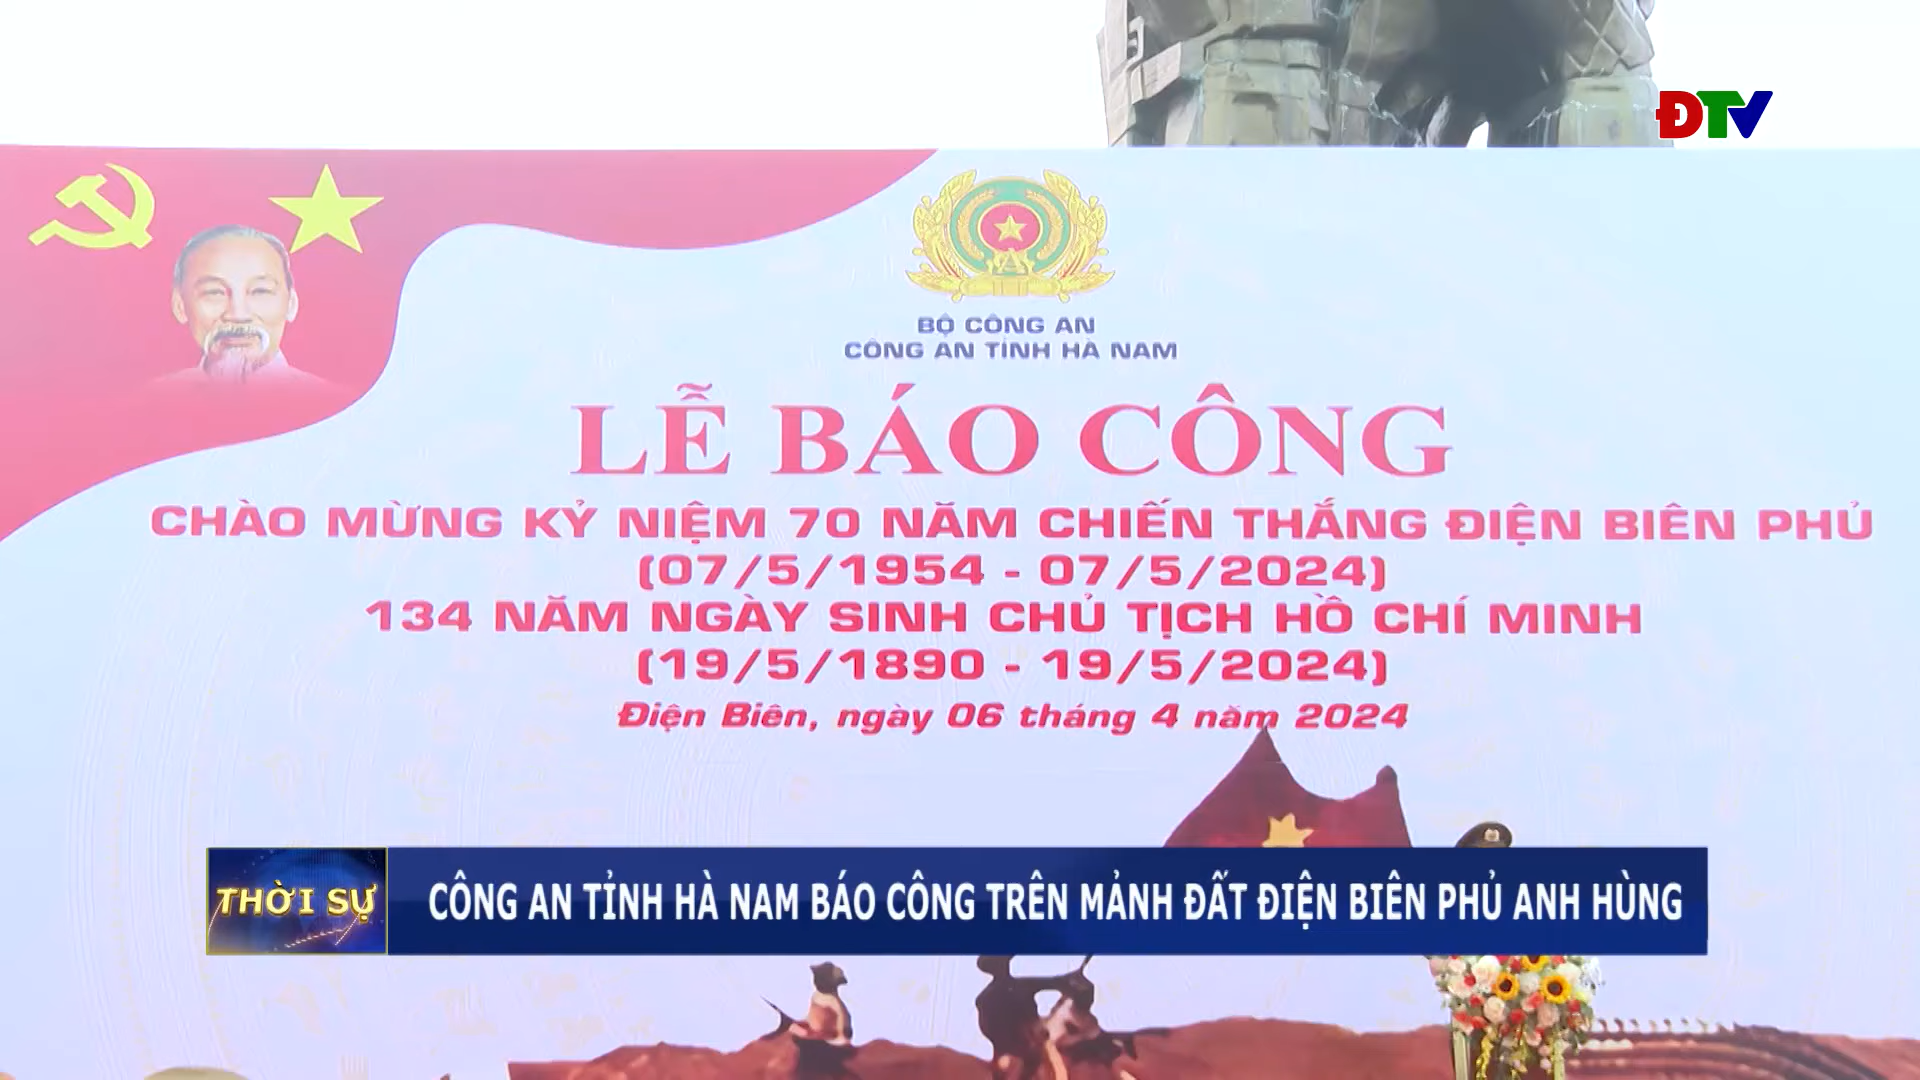 ĐTV
BỘ CÔNG AN
CÔNG AN TỈNH HÀ NAM
LỄ BÁO CÔNG
CHÀO MỪNG KỶ NIỆM 70 NĂM CHIẾN THẮNG ĐIỆN BIÊN PHỦ
(07/5/1954 - 07/5/2024)
134 NĂM NGÀY SINH CHỦ TỊCH HỒ CHÍ MINH
(19/5/1890 - 19/5/2024)
Điện Biên, ngày 06 tháng 4 năm 2024
THỜI SỰ
CÔNG AN TỈNH HÀ NAM BÁO CÔNG TRÊN MẢNH ĐẤT ĐIỆN BIÊN PHỦ ANH HÙNG